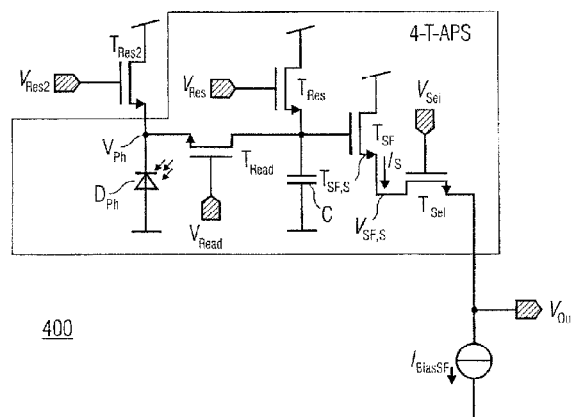 4-T-APS
T_Res2
V_Res2
V_Res
T_Res
V_Sel
T_SF
V_Ph
I_S
T_Read
T_SF,S
D_Ph
C
T_Sel
V_SF,S
V_Read
400
V_Ou
I_BiasSF